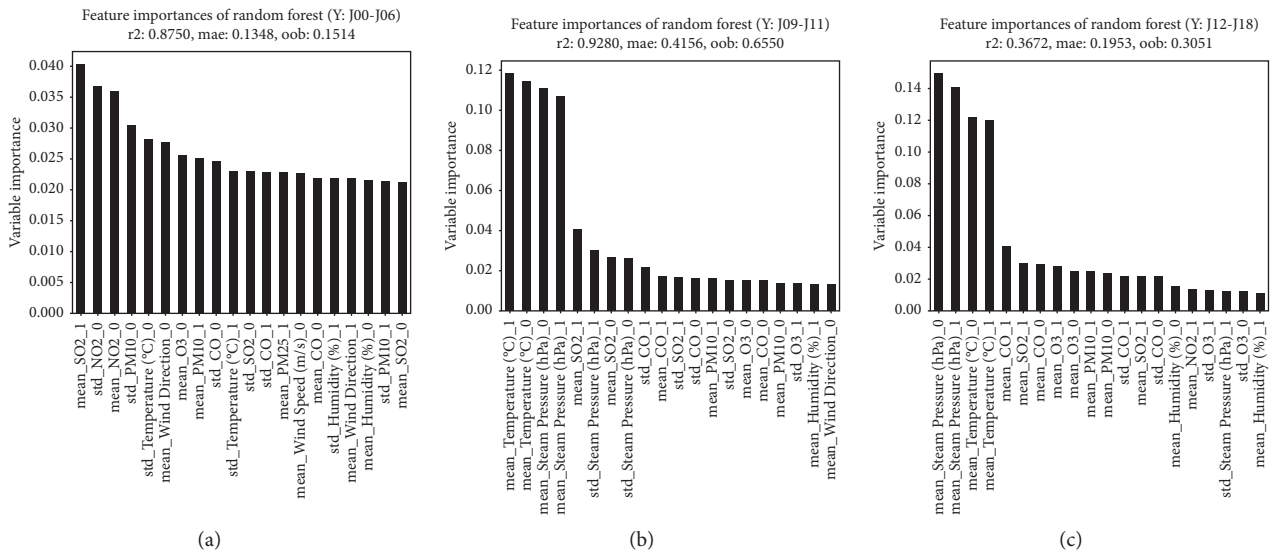 Feature importances of random forest (Y: J00-J06)
r2: 0.8750, mae: 0.1348, oob: 0.1514
Variable importance
0.040
0.035
0.030
0.025
0.020
0.015
0.010
0.005
0.000
mean_SO2_1
std_NO2_0
mean_NO2_0
std_PM10_0
std_Temperature (°C)_0
mean_Wind Direction_0
mean_O3_0
mean_PM10_1
std_CO_0
std_Temperature (°C)_1
std_SO2_0
std_CO_1
mean_PM25_1
mean_Wind Speed (m/s)_0
mean_CO_0
std_Humidity (%)_1
mean_Wind Direction_1
mean_Humidity (%)_0
std_PM10_1
mean_SO2_0
(a)
Feature importances of random forest (Y: J09-J11)
r2: 0.9280, mae: 0.4156, oob: 0.6550
Variable importance
0.12
0.10
0.08
0.06
0.04
0.02
0.00
mean_Temperature (°C)_1
mean_Temperature (°C)_0
mean_Steam Pressure (hPa)_0
mean_Steam Pressure (hPa)_1
mean_SO2_1
std_Steam Pressure (hPa)_1
mean_SO2_0
std_Steam Pressure (hPa)_0
std_CO_1
mean_CO_1
std_SO2_1
std_CO_0
mean_PM10_1
std_SO2_0
mean_O3_0
mean_CO_0
mean_PM10_0
std_O3_1
mean_Humidity (%)_1
mean_Wind Direction_0
(b)
Feature importances of random forest (Y: J12-J18)
r2: 0.3672, mae: 0.1953, oob: 0.3051
Variable importance
0.14
0.12
0.10
0.08
0.06
0.04
0.02
0.00
mean_Steam Pressure (hPa)_0
mean_Steam Pressure (hPa)_1
mean_Temperature (°C)_0
mean_Temperature (°C)_1
mean_CO_1
mean_SO2_1
mean_CO_0
mean_O3_1
mean_O3_0
mean_PM10_1
mean_PM10_0
std_CO_1
mean_SO2_0
std_CO_0
mean_Humidity (%)_0
mean_NO2_1
std_O3_1
std_Steam Pressure (hPa)_1
std_O3_0
mean_Humidity (%)_1
(c)